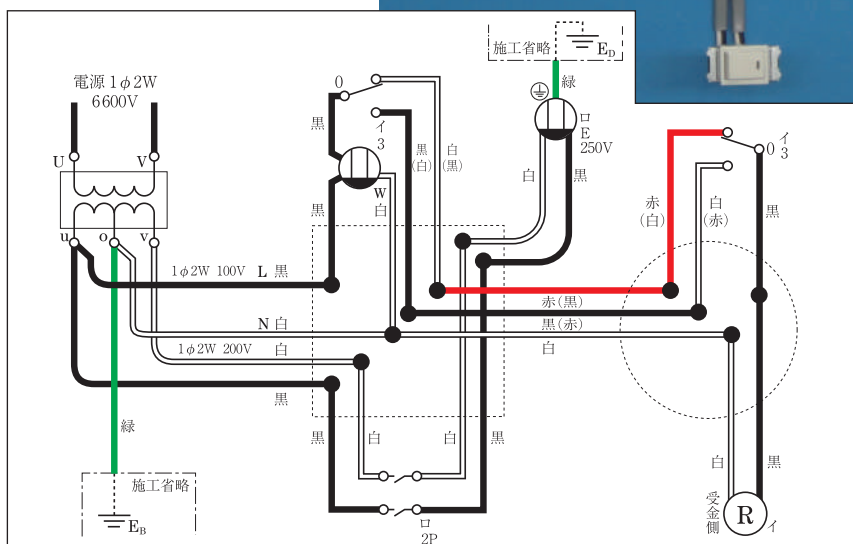 施工省略
E_D
緑
電源 1φ2W
6600V
0
イ
3
黒
黒
(白)
白
(黒)
ロ
E
250V
0
イ
3
U
V
W
白
白
黒
赤
(白)
白
(赤)
黒
黒
u
o
v
1φ2W 100V
L 黒
赤(黒)
N 白
黒(赤)
1φ2W 200V
白
白
黒
緑
黒
白
白
黒
白
黒
施工省略
E_B
ロ
2P
受金側
R
イ